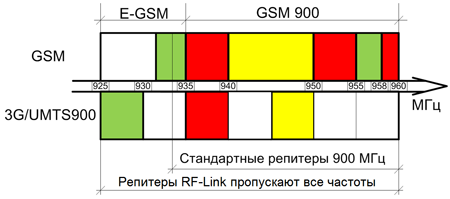 E-GSM GSM 900
GSM
925 930 935 940 950 955 958 960
МГц
3G/UMTS900
Стандартные репитеры 900 МГц
Репитеры RF-Link пропускают все частоты